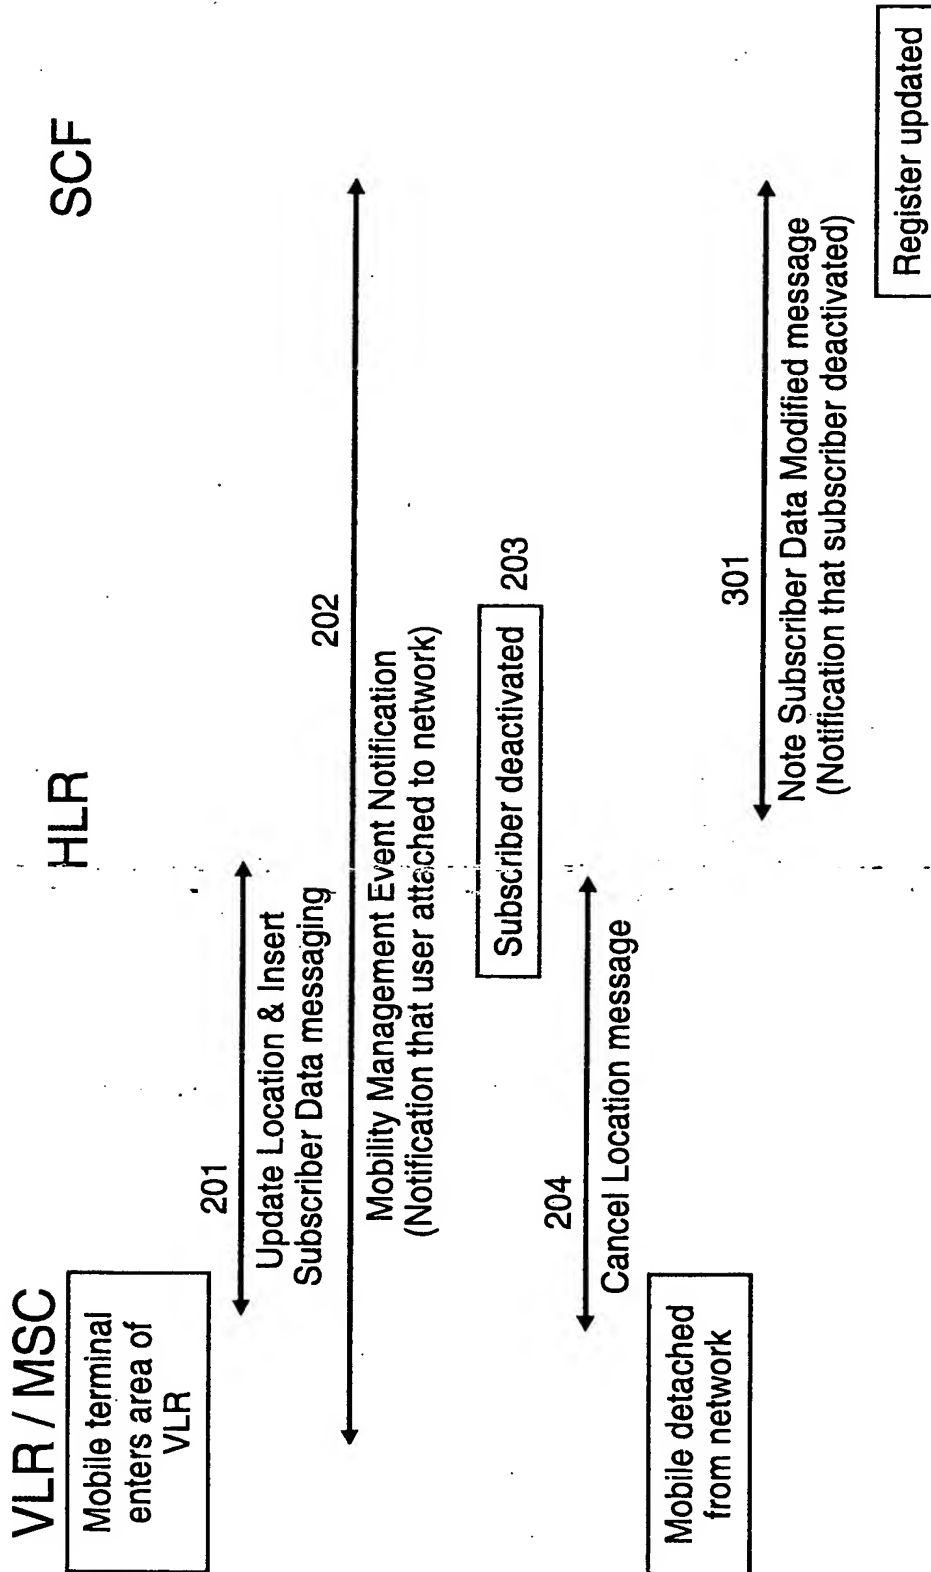 VLR / MSC
HLR
SCF
Mobile terminal
enters area of
VLR
201
Update Location & Insert
Subscriber Data messaging
202
Mobility Management Event Notification
(Notification that user attached to network)
Subscriber deactivated
203
204
Cancel Location message
Mobile detached
from network
301
Note Subscriber Data Modified message
(Notification that subscriber deactivated)
Register updated